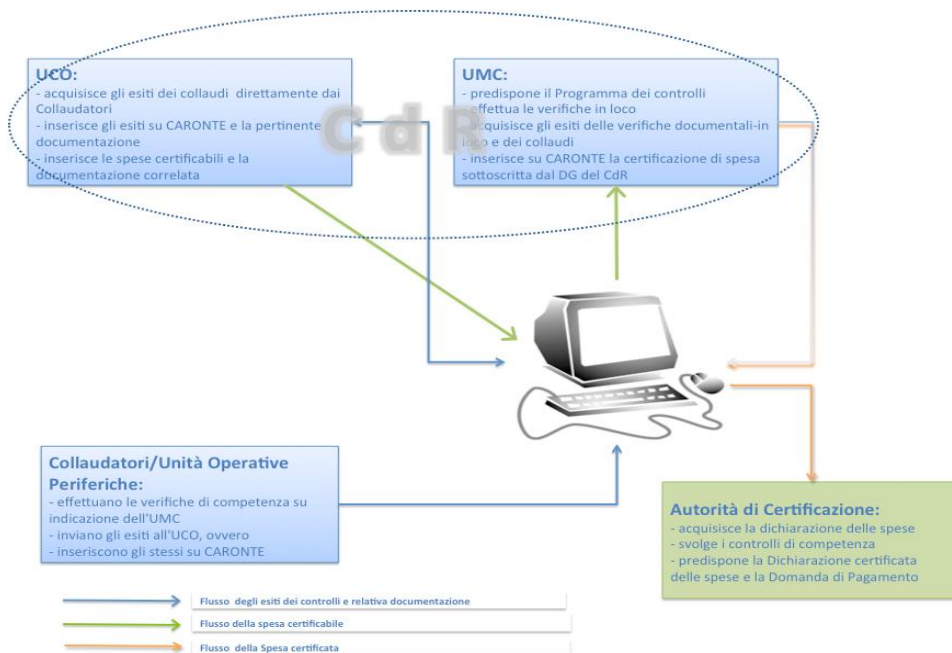 UCO:
- acquisisce gli esiti dei collaudi direttamente dai
Collaudatori
- inserisce gli esiti su CARONTE e la pertinente
documentazione
- inserisce le spese certificabili e la
documentazione correlata
CdR
UMC:
- predispone il Programma dei controlli
- effettua le verifiche in loco
- acquisisce gli esiti delle verifiche documentali-in
loco e dei collaudi
- inserisce su CARONTE la certificazione di spesa
sottoscritta dal DG del CdR
Collaudatori/Unità Operative
Periferiche:
- effettuano le verifiche di competenza su
indicazione dell'UMC
- inviano gli esiti all'UCO, ovvero
- inseriscono gli stessi su CARONTE
Autorità di Certificazione:
- acquisisce la dichiarazione delle spese
- svolge i controlli di competenza
- predispone la Dichiarazione certificata
delle spese e la Domanda di Pagamento
Flusso degli esiti dei controlli e relativa documentazione
Flusso della spesa certificabile
Flusso della Spesa certificata